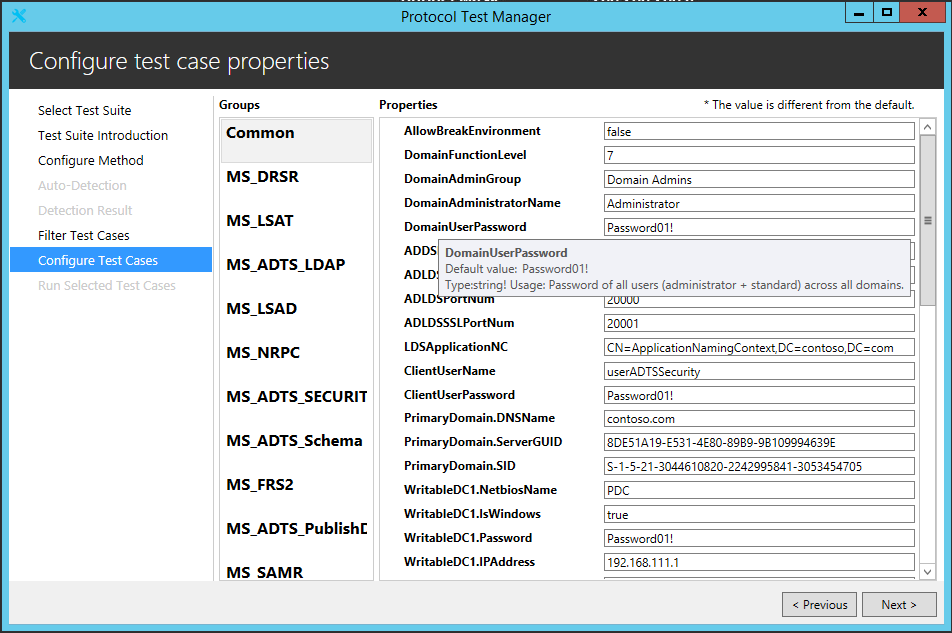 Protocol Test Manager
Configure test case properties
Select Test Suite
Test Suite Introduction
Configure Method
Auto-Detection
Detection Result
Filter Test Cases
Configure Test Cases
Run Selected Test Cases
Groups
Common
MS_DRSR
MS_LSAT
MS_ADTS_LDAP
MS_LSAD
MS_NRPC
MS_ADTS_SECURIT
MS_ADTS_Schema
MS_FRS2
MS_ADTS_Publish
MS_SAMR
Properties * The value is different from the default.
AllowBreakEnvironment false
DomainFunctionLevel 7
DomainAdminGroup Domain Admins
DomainAdministratorName Administrator
DomainUserPassword Password01!
DomainUserPassword
Default value: Password01!
Type:string! Usage: Password of all users (administrator + standard) across all domains.
ADLDSPortNum 20000
ADLDSSSLPortNum 20001
LDSApplicationNC CN=ApplicationNamingContext,DC=contoso,DC=com
ClientUserName userADTSSecurity
ClientUserPassword Password01!
PrimaryDomain.DNSName contoso.com
PrimaryDomain.ServerGUID 8DE51A19-E531-4E80-89B9-9B109994639E
PrimaryDomain.SID S-1-5-21-3044610820-2242995841-3053454705
WritableDC1.NetbiosName PDC
WritableDC1.IsWindows true
WritableDC1.Password Password01!
WritableDC1.IPAddress 192.168.111.1
< Previous Next >